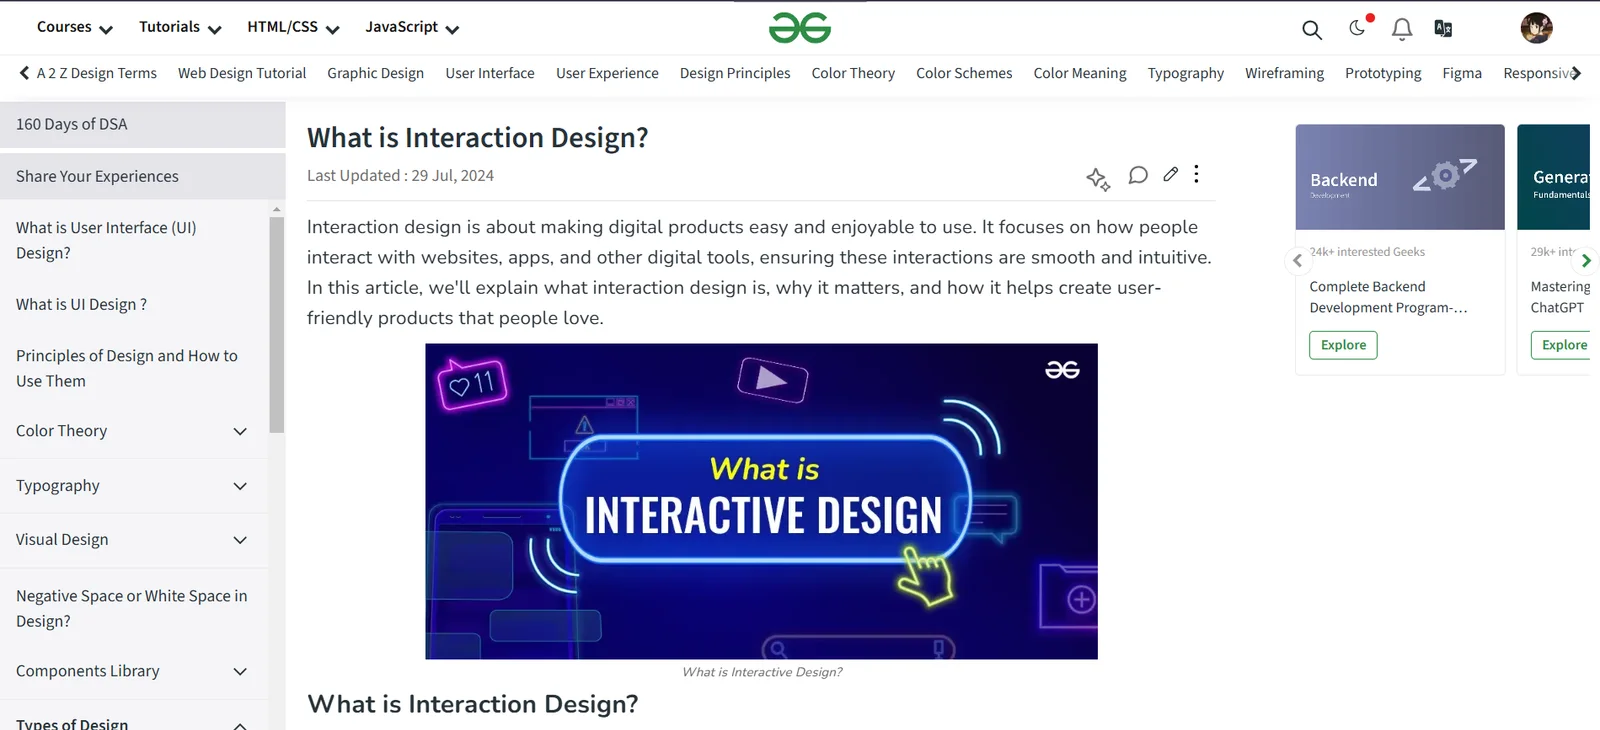 Courses Tutorials HTML/CSS JavaScript
A 2 Z Design Terms Web Design Tutorial Graphic Design User Interface User Experience Design Principles Color Theory Color Schemes Color Meaning Typography Wireframing Prototyping Figma Responsive
160 Days of DSA
Share Your Experiences
What is User Interface (UI)
Design?
What is UI Design ?
Principles of Design and How to
Use Them
Color Theory
Typography
Visual Design
Negative Space or White Space in
Design?
Components Library
Types of Design
What is Interaction Design?
Last Updated : 29 Jul, 2024
Interaction design is about making digital products easy and enjoyable to use. It focuses on how people
interact with websites, apps, and other digital tools, ensuring these interactions are smooth and intuitive.
In this article, we'll explain what interaction design is, why it matters, and how it helps create user-
friendly products that people love.
11
What is
INTERACTIVE DESIGN
What is Interactive Design?
What is Interaction Design?
Backend
Development
24k+ interested Geeks
Complete Backend
Development Program-...
Explore
Genera
Fundamentals
29k+ int
Mastering
ChatGPT
Explore